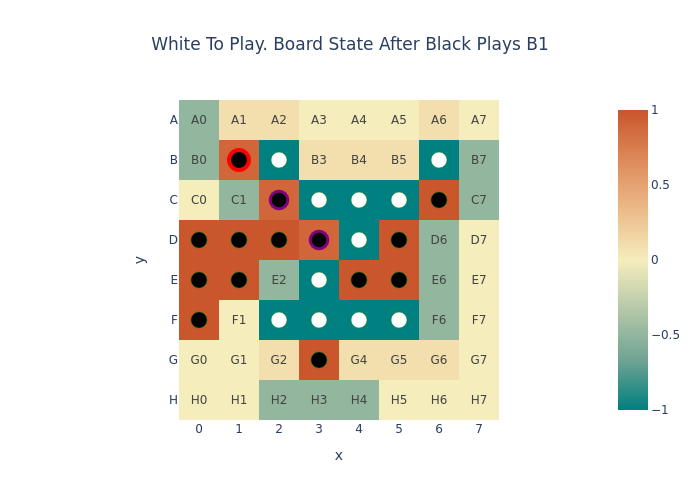 White To Play. Board State After Black Plays B1
A A0 A1 A2 A3 A4 A5 A6 A7
B B0 B3 B4 B5 B7
C C0 C1 C7
D D6 D7
E E2 E6 E7
F F1 F6 F7
G G0 G1 G2 G4 G5 G6 G7
H H0 H1 H2 H3 H4 H5 H6 H7
0 1 2 3 4 5 6 7
x
y
1
0.5
0
−0.5
−1